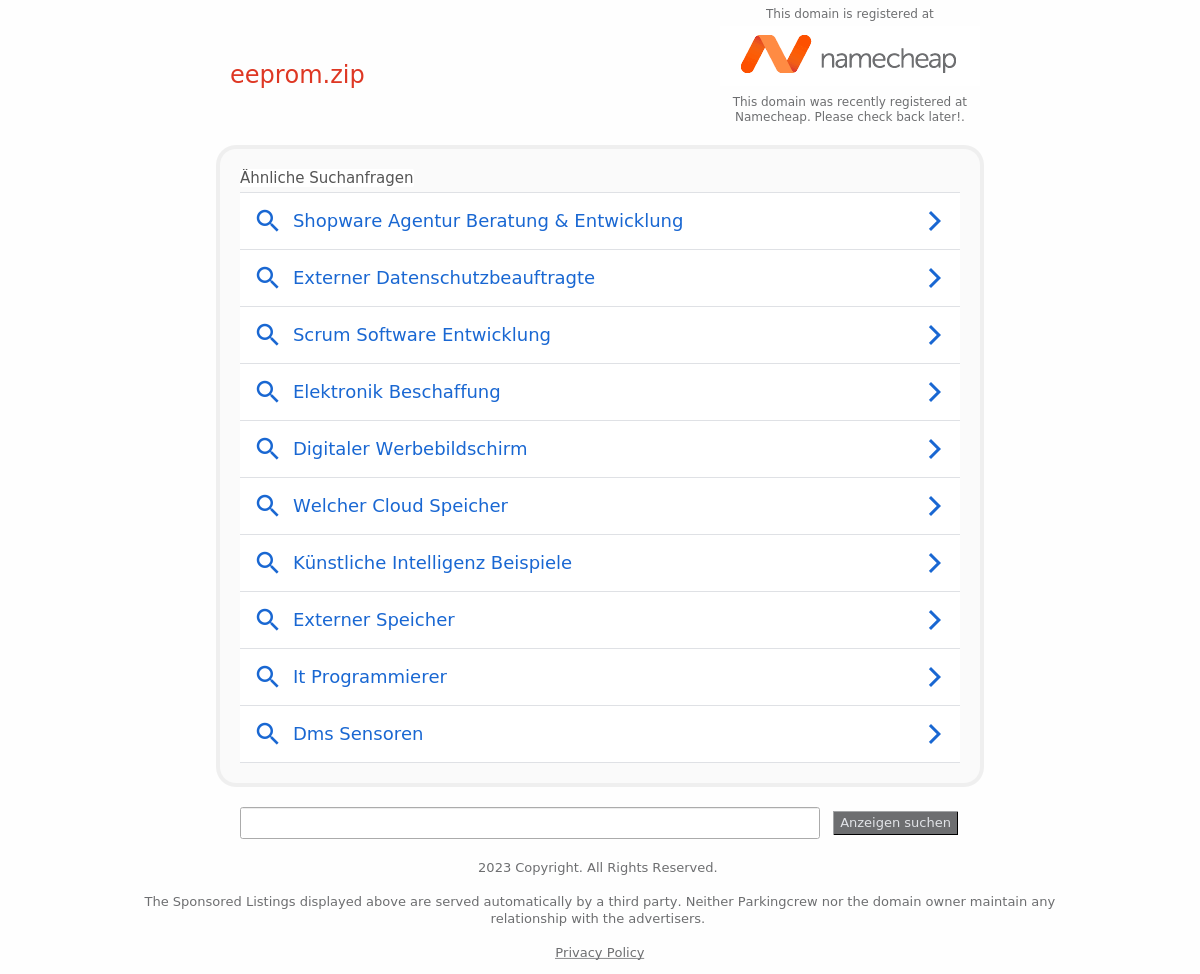 This domain is registered at
namecheap
eeprom.zip
This domain was recently registered at
Namecheap. Please check back later!.
Ähnliche Suchanfragen
Shopware Agentur Beratung & Entwicklung
Externer Datenschutzbeauftragte
Scrum Software Entwicklung
Elektronik Beschaffung
Digitaler Werbebildschirm
Welcher Cloud Speicher
Künstliche Intelligenz Beispiele
Externer Speicher
It Programmierer
Dms Sensoren
Anzeigen suchen
2023 Copyright. All Rights Reserved.
The Sponsored Listings displayed above are served automatically by a third party. Neither Parkingcrew nor the domain owner maintain any
relationship with the advertisers.
Privacy Policy